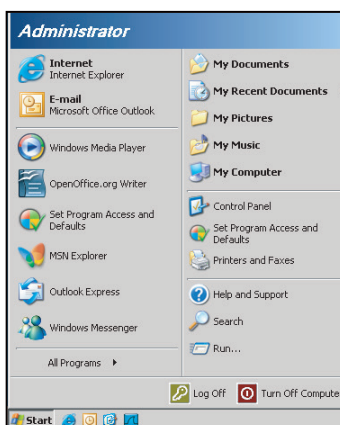 Administrator
Internet
Internet Explorer
E-mail
Microsoft Office Outlook
Windows Media Player
OpenOffice.org Writer
Set Program Access and
Defaults
MSN Explorer
Outlook Express
Windows Messenger
All Programs
My Documents
My Recent Documents
My Pictures
My Music
My Computer
Control Panel
Set Program Access and
Defaults
Printers and Faxes
Help and Support
Search
Run...
Log Off
Turn Off Compute
Start